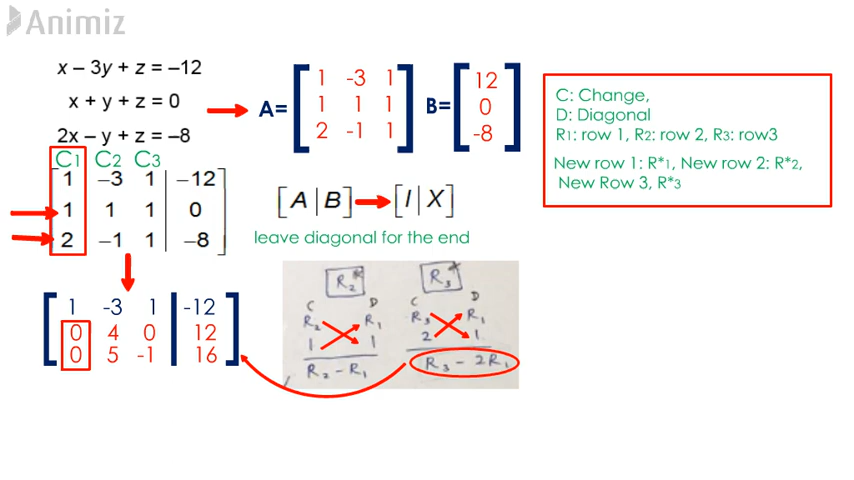 Animiz
x – 3y + z = –12
x + y + z = 0
2x – y + z = –8
A= [ 1 -3 1
1 1 1
2 -1 1 ]
B= [ 12
0
-8 ]
C: Change,
D: Diagonal
R1: row 1, R2: row 2, R3: row3
New row 1: R*1, New row 2: R*2,
New Row 3, R*3
C1 C2 C3
1 –3 1 | –12
1 1 1 | 0
2 –1 1 | –8
[A|B] → [I|X]
leave diagonal for the end
1 -3 1 | -12
0 4 0 | 12
0 5 -1 | 16
R2*
C D
R2 R1
1 1
R2 - R1
R3*
C D
R3 R1
2 1
R3 - 2R1